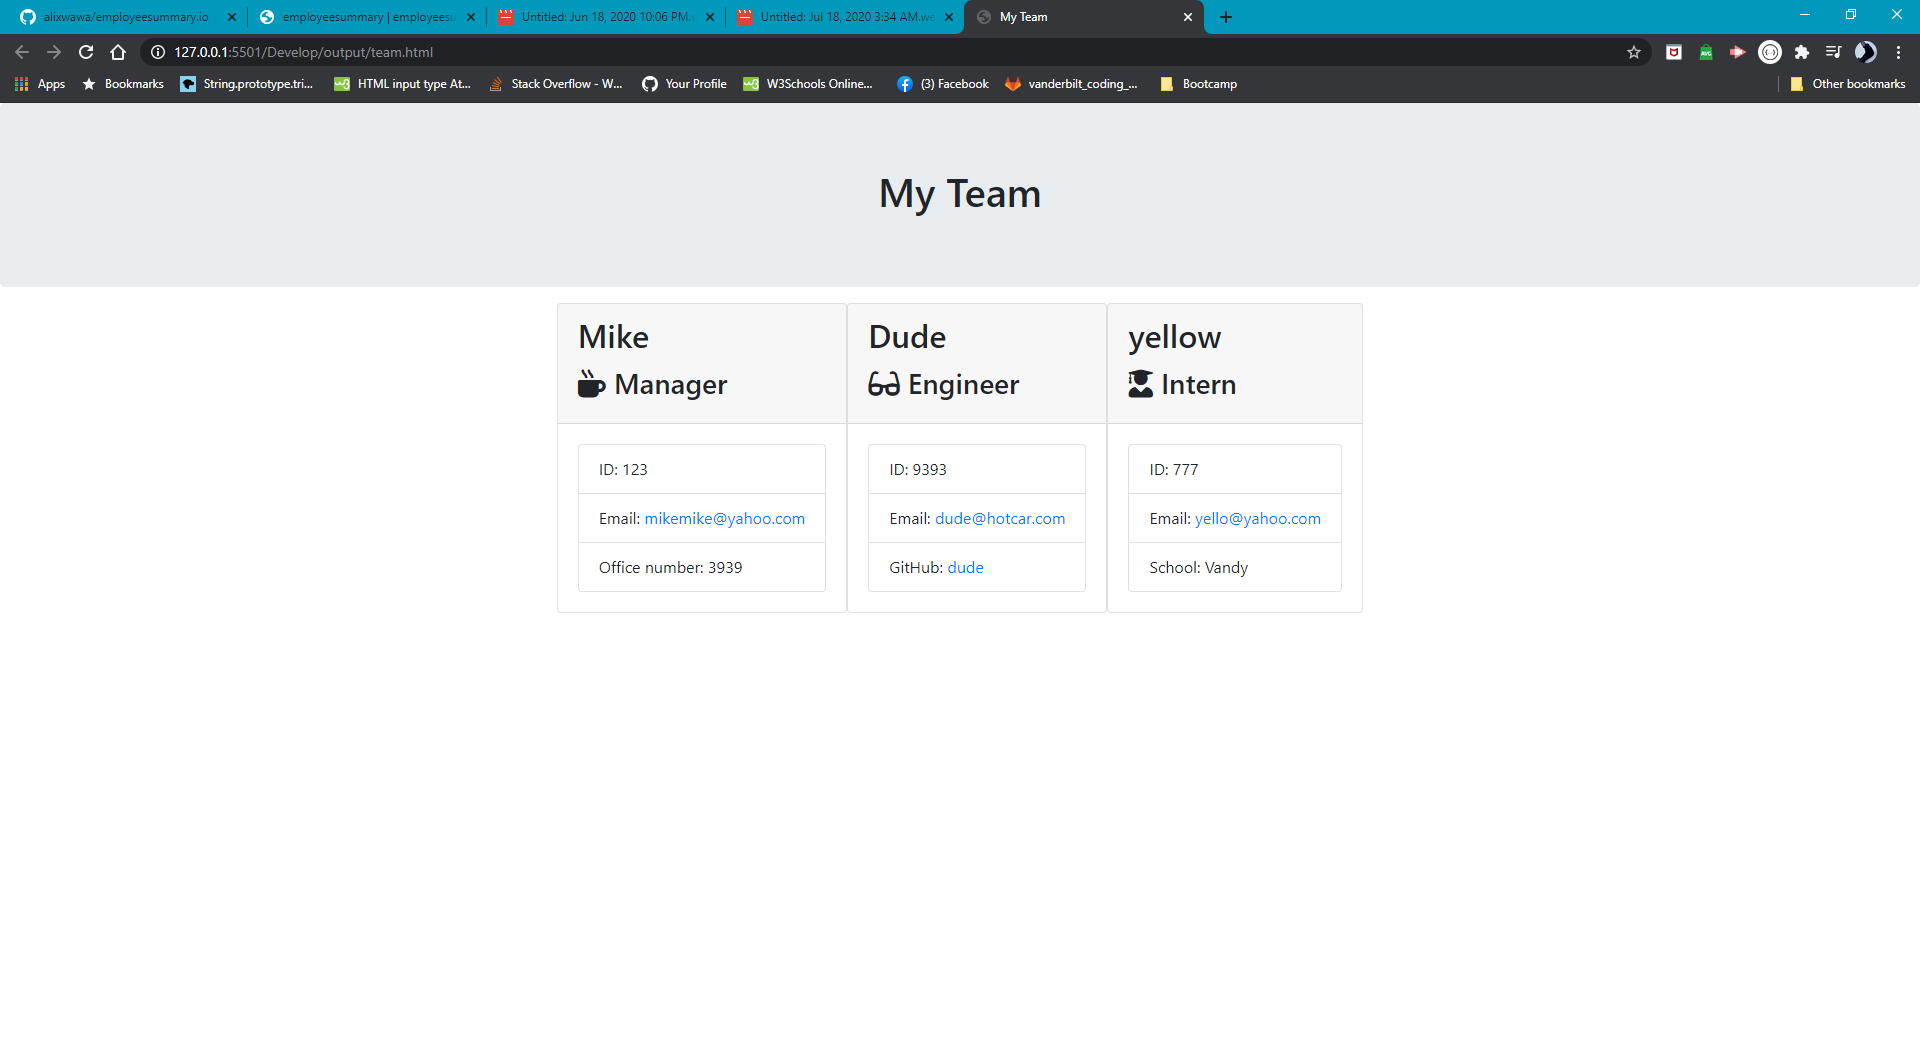 alixwawa/employeesummary.io
employeesummary | employeesu
Untitled: Jun 18, 2020 10:06 PM.w
Untitled: Jul 18, 2020 3:34 AM.we
My Team
127.0.0.1:5501/Develop/output/team.html
Apps
Bookmarks
String.prototype.tri...
HTML input type At...
Stack Overflow - W...
Your Profile
W3Schools Online...
(3) Facebook
vanderbilt_coding_...
Bootcamp
Other bookmarks
My Team
Mike
Manager
ID: 123
Email: mikemike@yahoo.com
Office number: 3939
Dude
Engineer
ID: 9393
Email: dude@hotcar.com
GitHub: dude
yellow
Intern
ID: 777
Email: yello@yahoo.com
School: Vandy